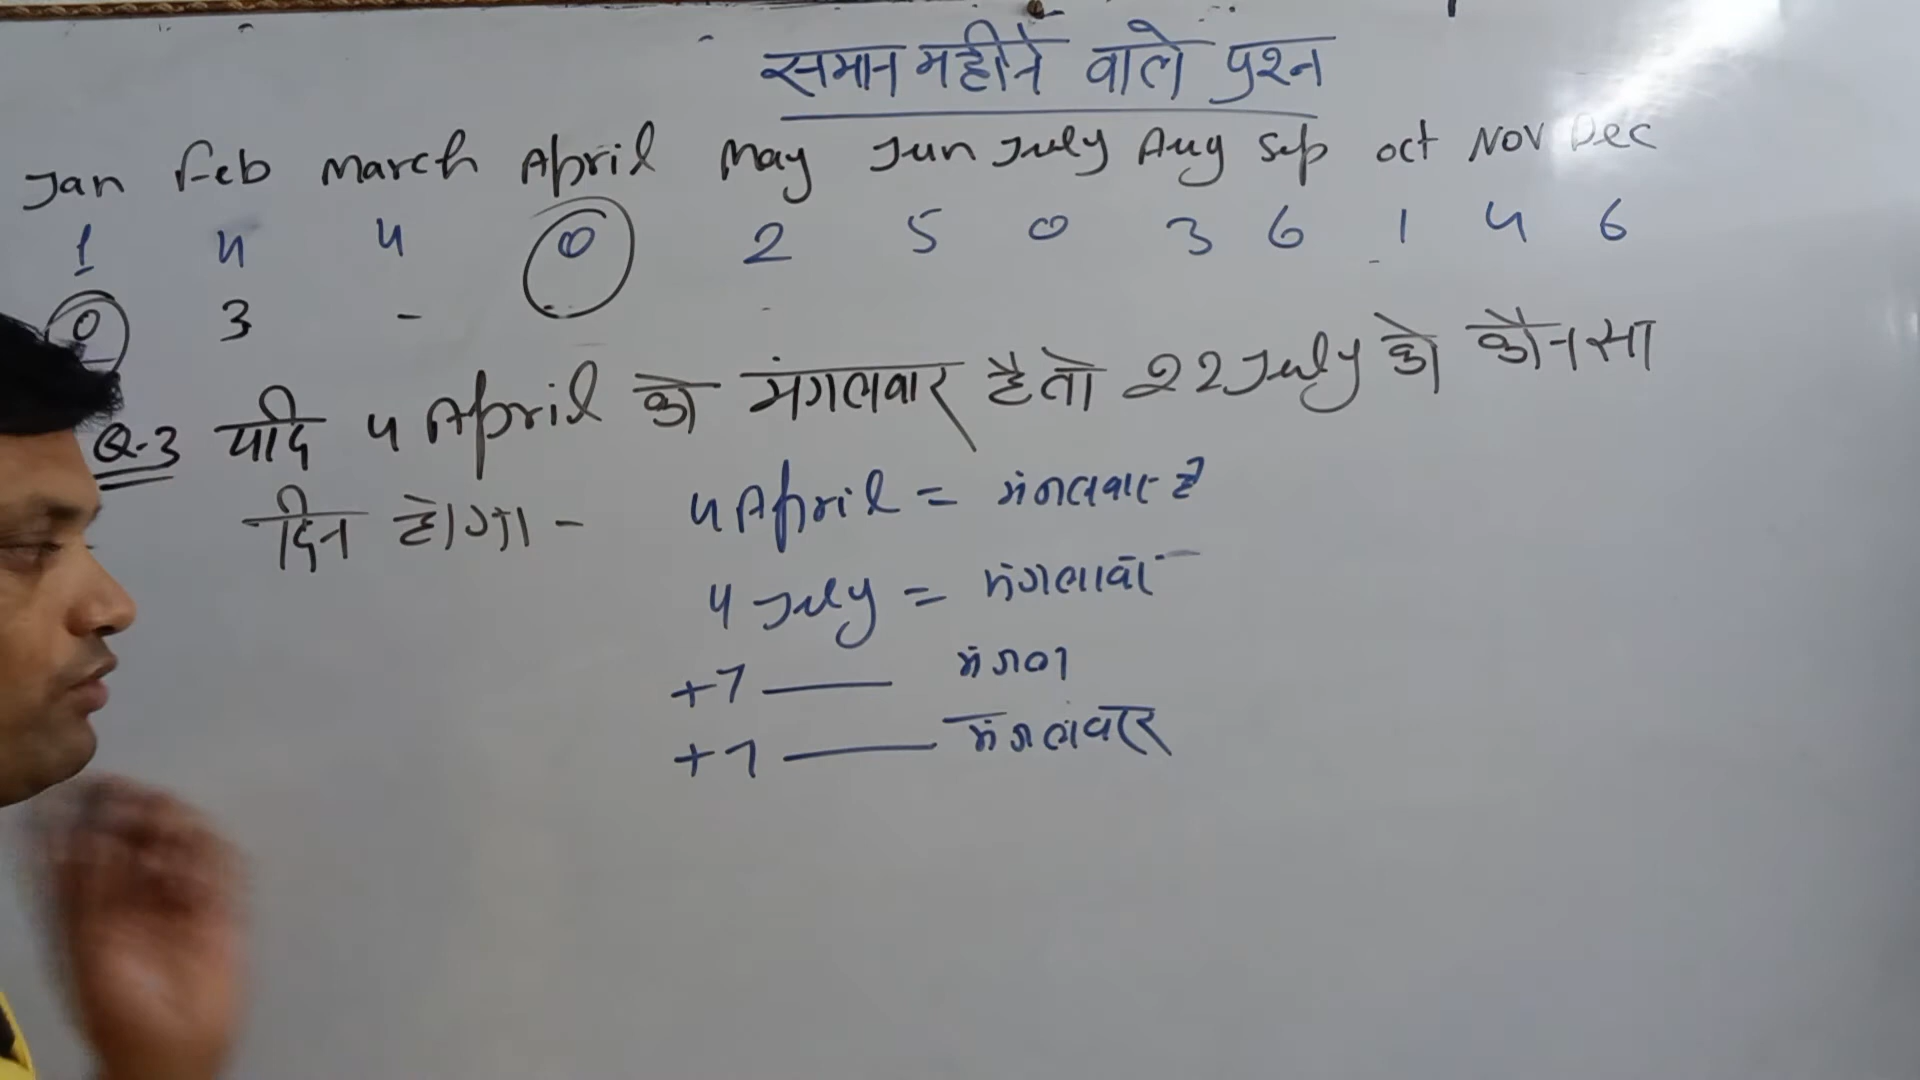 समान महीने वाले प्रश्न
Jan Feb March April May Jun July Aug Sep oct NOV Dec
1 4 4 0 2 5 0 3 6 1 4 6
0 3 -
Q.3 यदि 4 April को मंगलवार है तो 22 July को कौनसा
दिन होगा -
4 April = मंगलवार है
4 July = मंगलवार
+7 — मंगल
+7 — मंगलवार